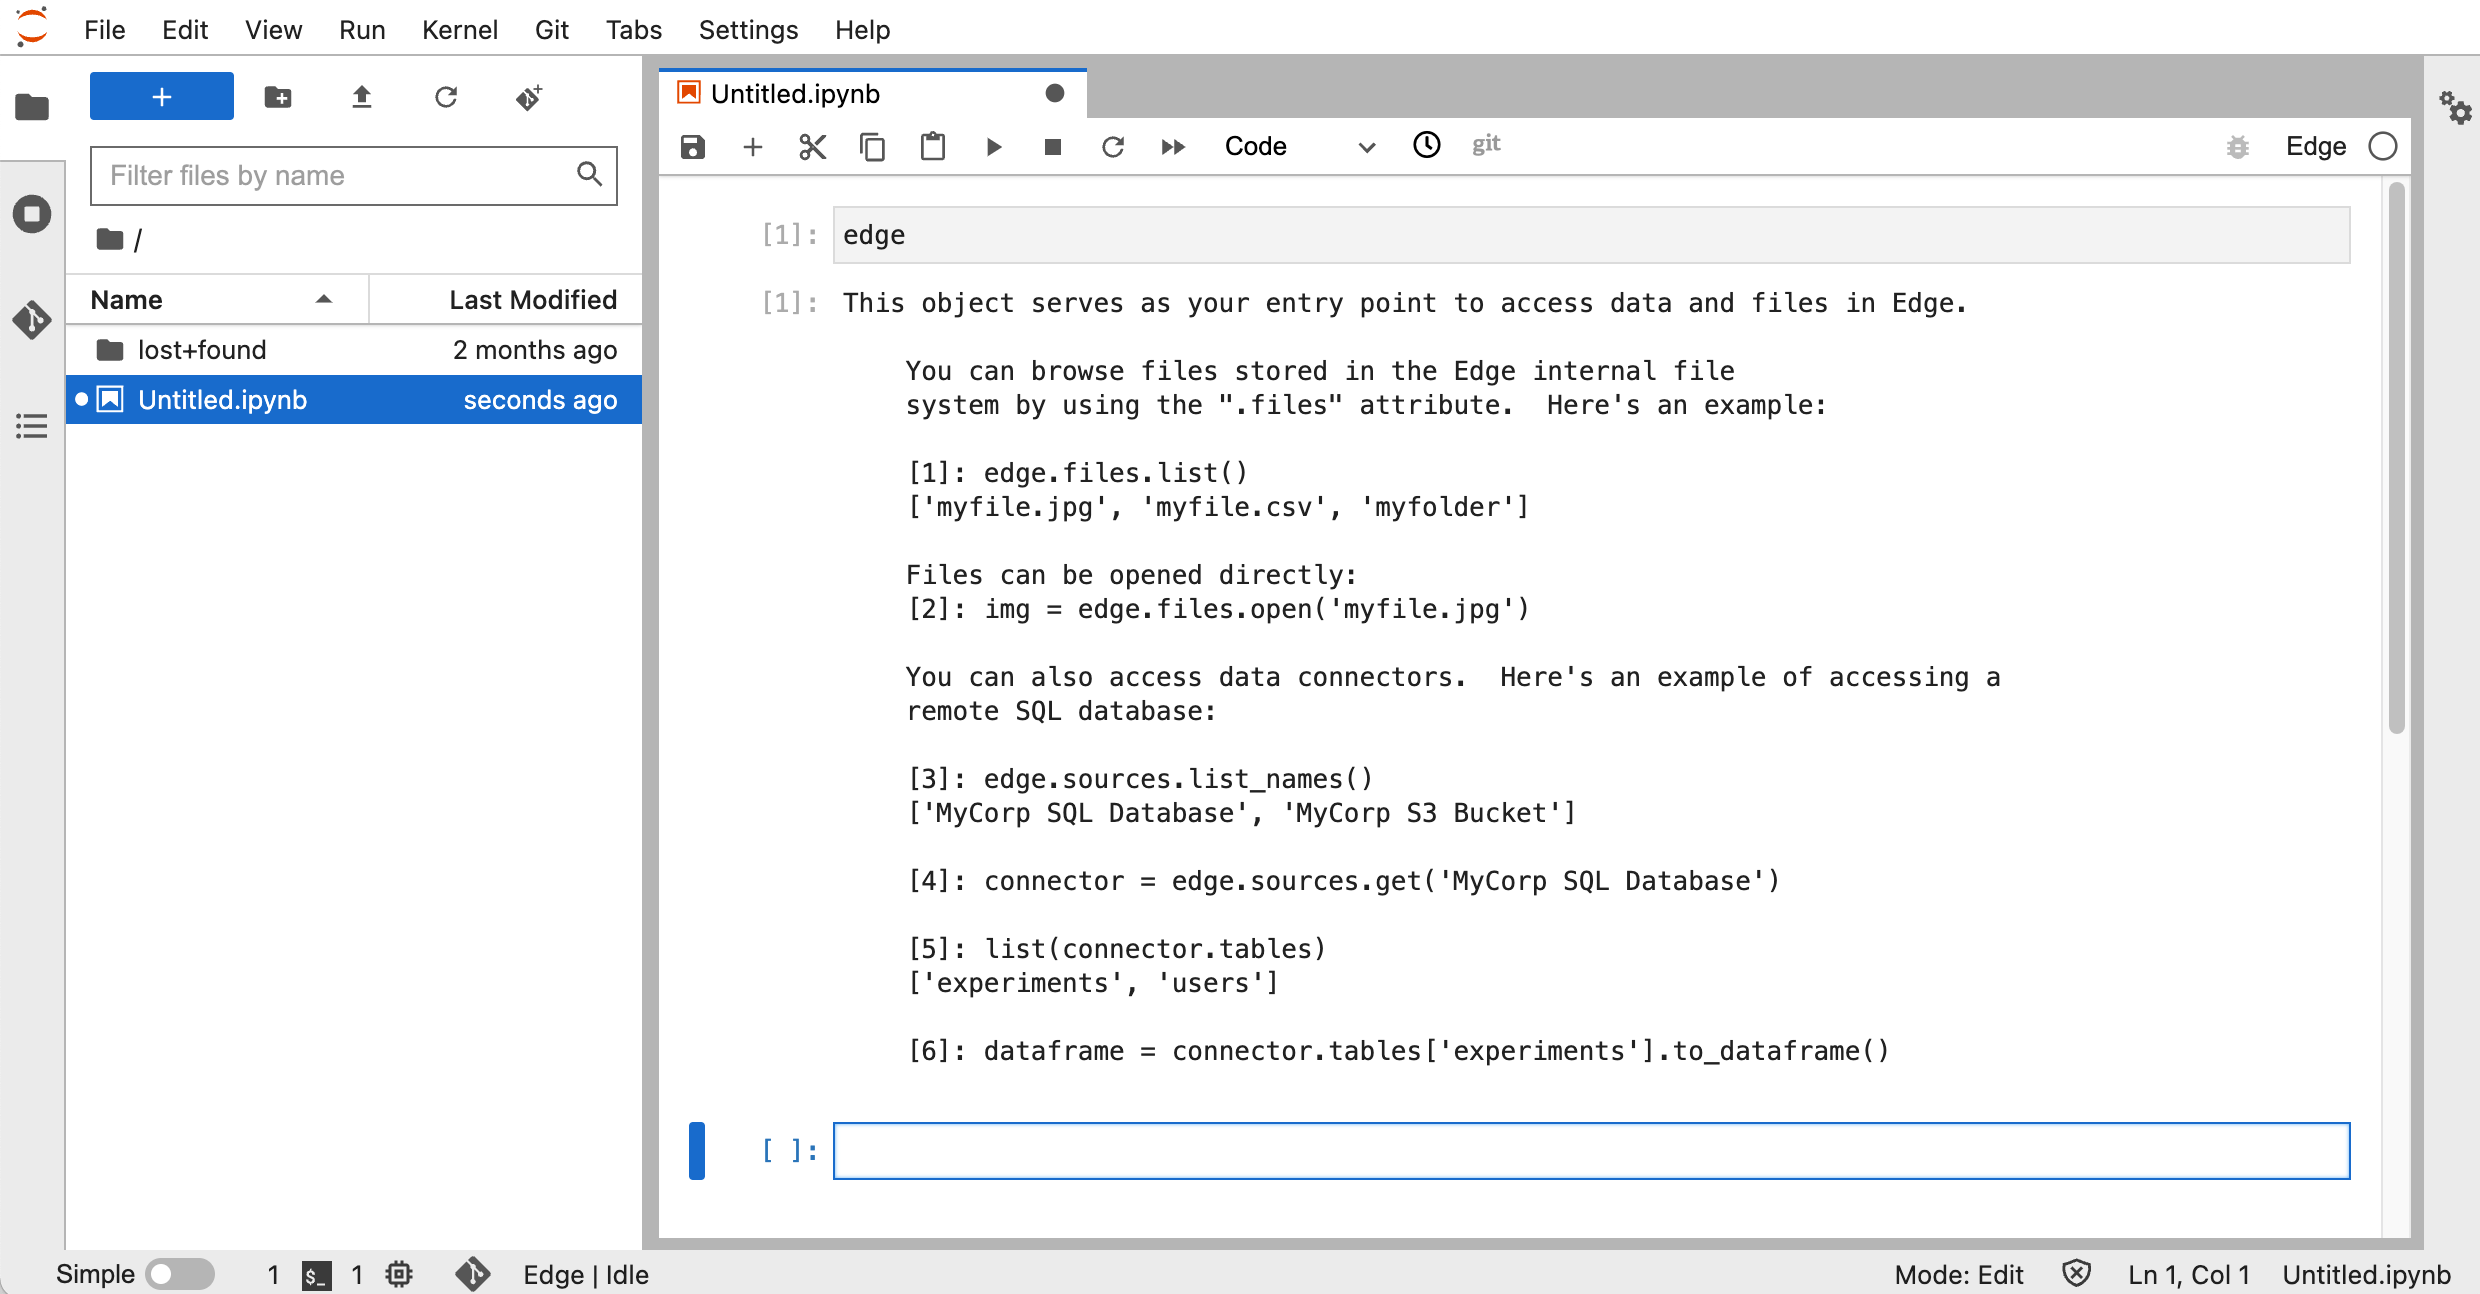 File Edit View Run Kernel Git Tabs Settings Help
+
Filter files by name
/
Name Last Modified
lost+found 2 months ago
Untitled.ipynb seconds ago
Untitled.ipynb
Code git Edge
[1]: edge
[1]: This object serves as your entry point to access data and files in Edge.
You can browse files stored in the Edge internal file
system by using the ".files" attribute.  Here's an example:
[1]: edge.files.list()
['myfile.jpg', 'myfile.csv', 'myfolder']
Files can be opened directly:
[2]: img = edge.files.open('myfile.jpg')
You can also access data connectors.  Here's an example of accessing a
remote SQL database:
[3]: edge.sources.list_names()
['MyCorp SQL Database', 'MyCorp S3 Bucket']
[4]: connector = edge.sources.get('MyCorp SQL Database')
[5]: list(connector.tables)
['experiments', 'users']
[6]: dataframe = connector.tables['experiments'].to_dataframe()
[ ]:
Simple 1 $_ 1 Edge | Idle Mode: Edit Ln 1, Col 1 Untitled.ipynb